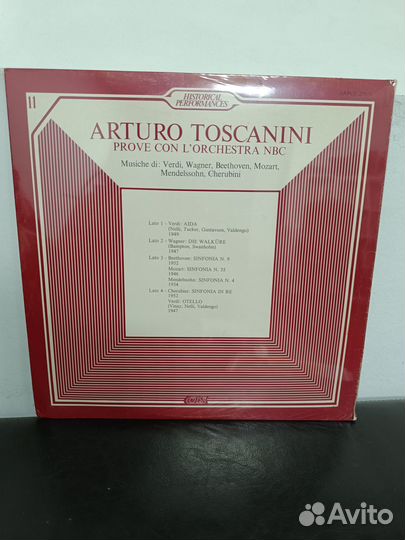 11
HISTORICAL
PERFORMANCES
ARTURO TOSCANINI
PROVE CON L'ORCHESTRA NBC
Musiche di: Verdi, Wagner, Beethoven, Mozart,
Mendelssohn, Cherubini
Lato 1 - Verdi: AIDA
(Nelli, Tucker, Gustavson, Valdengo)
1949
Lato 2 - Wagner: DIE WALKÜRE
(Bampton, Svanholm)
1947
Lato 3 - Beethoven: SINFONIA N. 9
1952
Mozart: SINFONIA N. 35
1946
Mendelssohn: SINFONIA N. 4
1954
Lato 4 - Cherubini: SINFONIA IN RE
1952
Verdi: OTELLO
(Vinay, Nelli, Valdengo)
1947
Avito